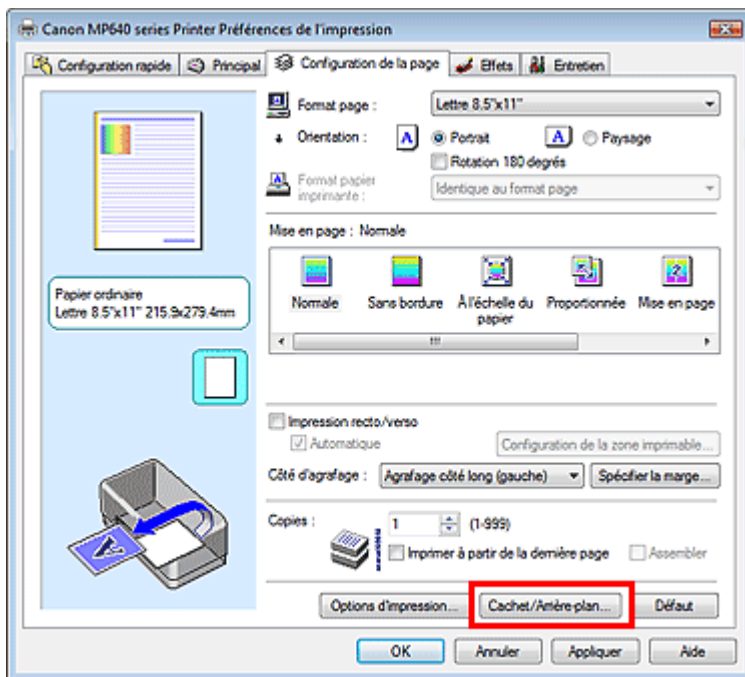 Canon MP640 series Printer Préférences de l'impression
Configuration rapide Principal Configuration de la page Effets Entretien
Format page : Lettre 8.5"x11"
Orientation : A Portrait A Paysage
Rotation 180 degrés
Format papier imprimante : Identique au format page
Mise en page : Normale
Normale Sans bordure À l'échelle du papier Proportionnée Mise en page
Papier ordinaire
Lettre 8.5"x11" 215.9x279.4mm
Impression recto/verso
Automatique Configuration de la zone imprimable...
Côté d'agrafage : Agrafage côté long (gauche) Spécifier la marge...
Copies : 1 (1-999)
Imprimer à partir de la dernière page Assembler
Options d'impression... Cachet/Arrière-plan... Défaut
OK Annuler Appliquer Aide